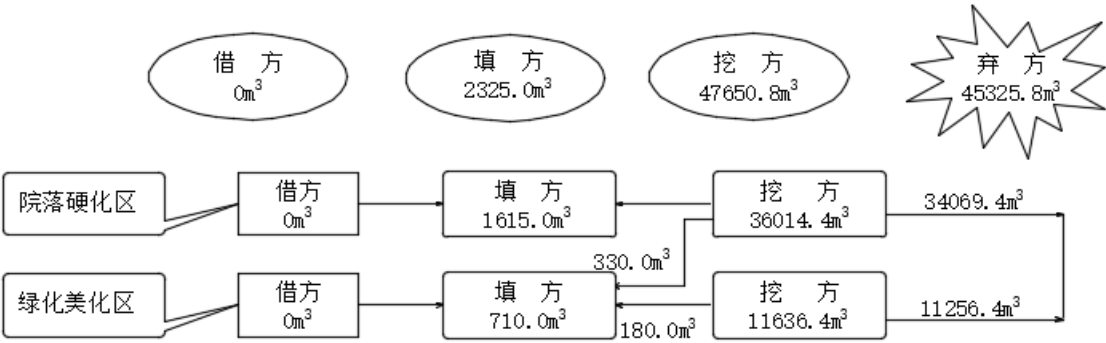 借 方
0m³
填 方
2325.0m³
挖 方
47650.8m³
弃 方
45325.8m³
院落硬化区
借方
0m³
填 方
1615.0m³
挖 方
36014.4m³
34069.4m³
330.0m³
绿化美化区
借方
0m³
填 方
710.0m³
180.0m³
挖 方
11636.4m³
11256.4m³